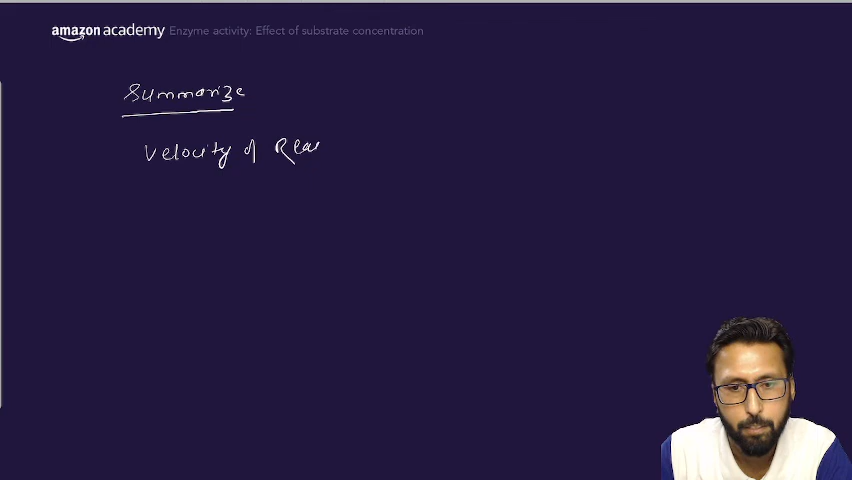 amazon academy Enzyme activity: Effect of substrate concentration
Summarize
Velocity of Reac